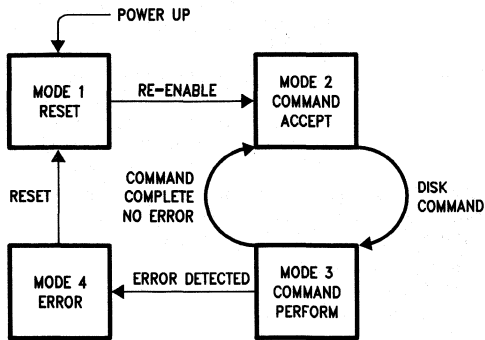 POWER UP
MODE 1
RESET
RE-ENABLE
MODE 2
COMMAND
ACCEPT
RESET
COMMAND
COMPLETE
NO ERROR
DISK
COMMAND
MODE 4
ERROR
ERROR DETECTED
MODE 3
COMMAND
PERFORM